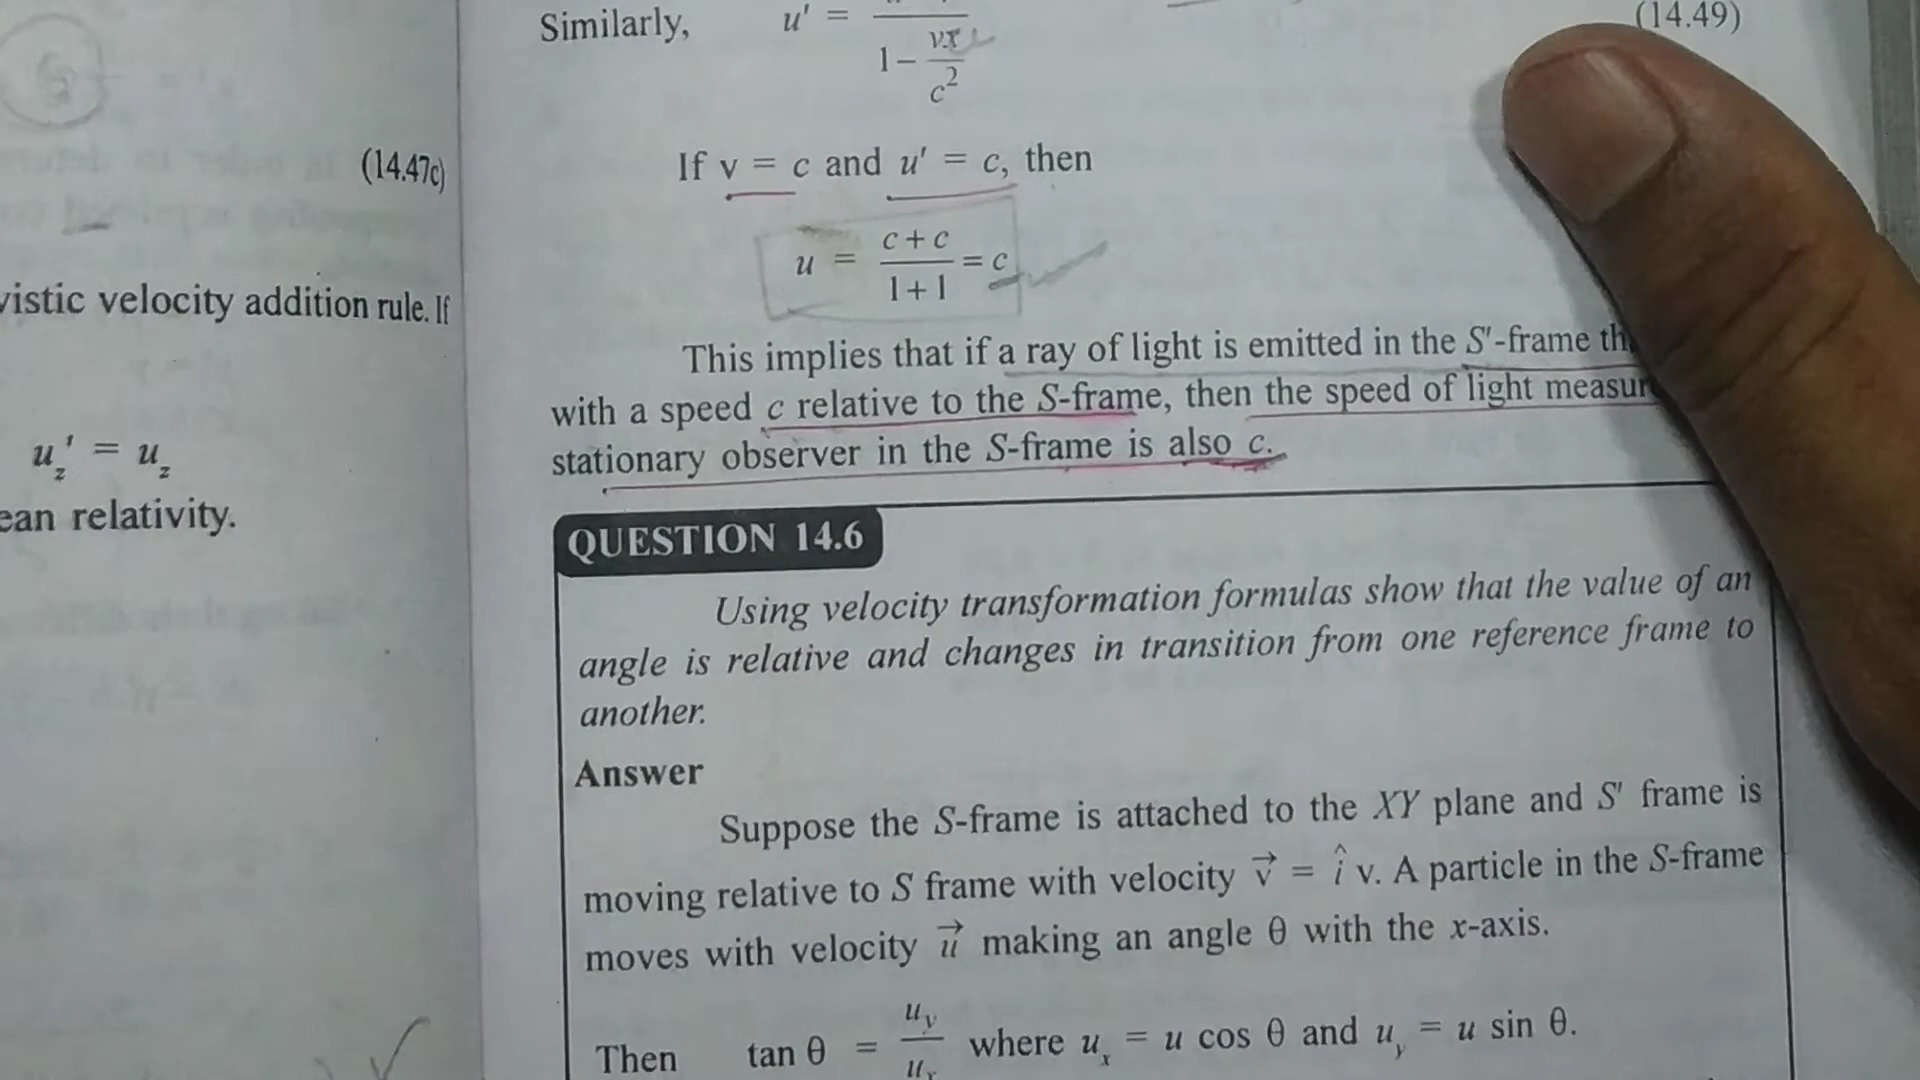 (14.47c)
vistic velocity addition rule. If
u_z' = u_z
ean relativity.
Similarly, u' =
1 - vx/c²
(14.49)
If v = c and u' = c, then
u = (c + c)/(1 + 1) = c
This implies that if a ray of light is emitted in the S'-frame th
with a speed c relative to the S-frame, then the speed of light measur
stationary observer in the S-frame is also c.
QUESTION 14.6
Using velocity transformation formulas show that the value of an
angle is relative and changes in transition from one reference frame to
another.
Answer
Suppose the S-frame is attached to the XY plane and S' frame is
moving relative to S frame with velocity v⃗ = î v. A particle in the S-frame
moves with velocity u⃗ making an angle θ with the x-axis.
Then tan θ = u_y/u_x where u_x = u cos θ and u_y = u sin θ.